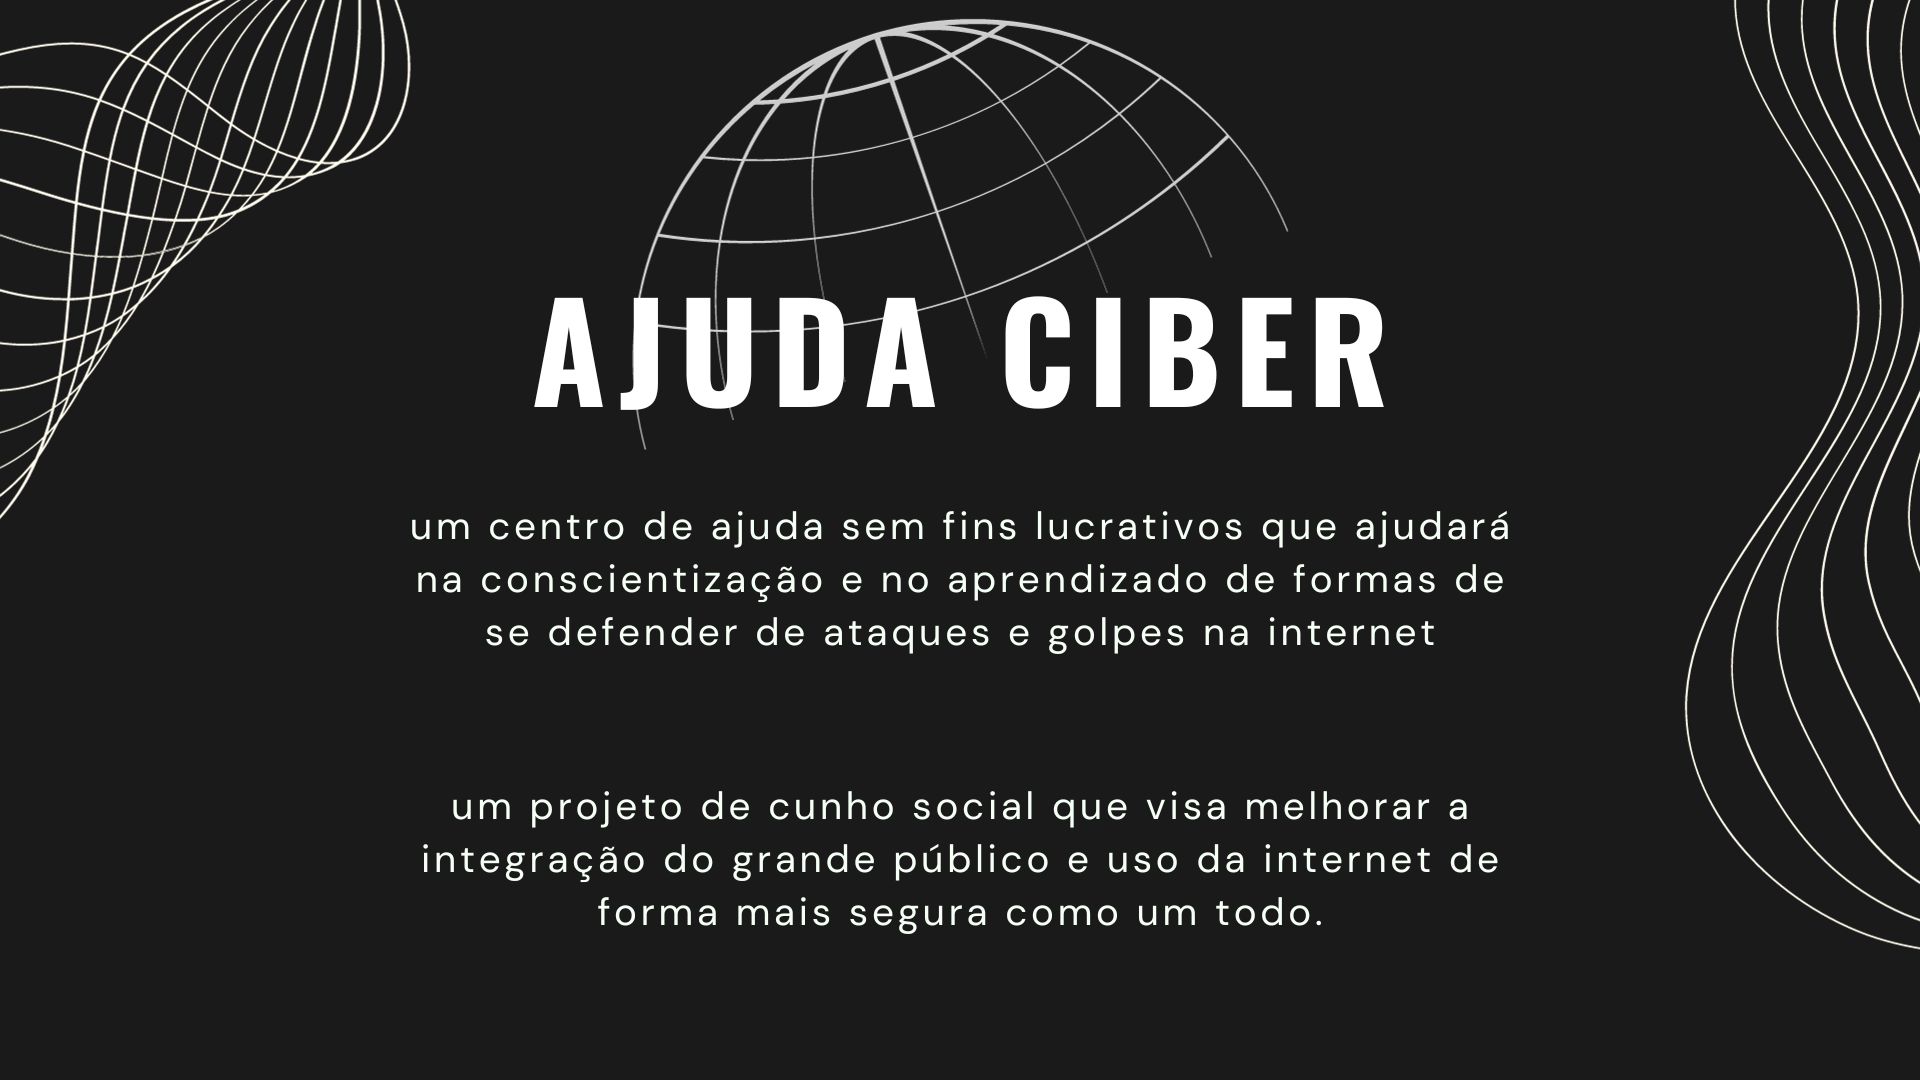 AJUDA CIBER
um centro de ajuda sem fins lucrativos que ajudará
na conscientização e no aprendizado de formas de
se defender de ataques e golpes na internet
um projeto de cunho social que visa melhorar a
integração do grande público e uso da internet de
forma mais segura como um todo.